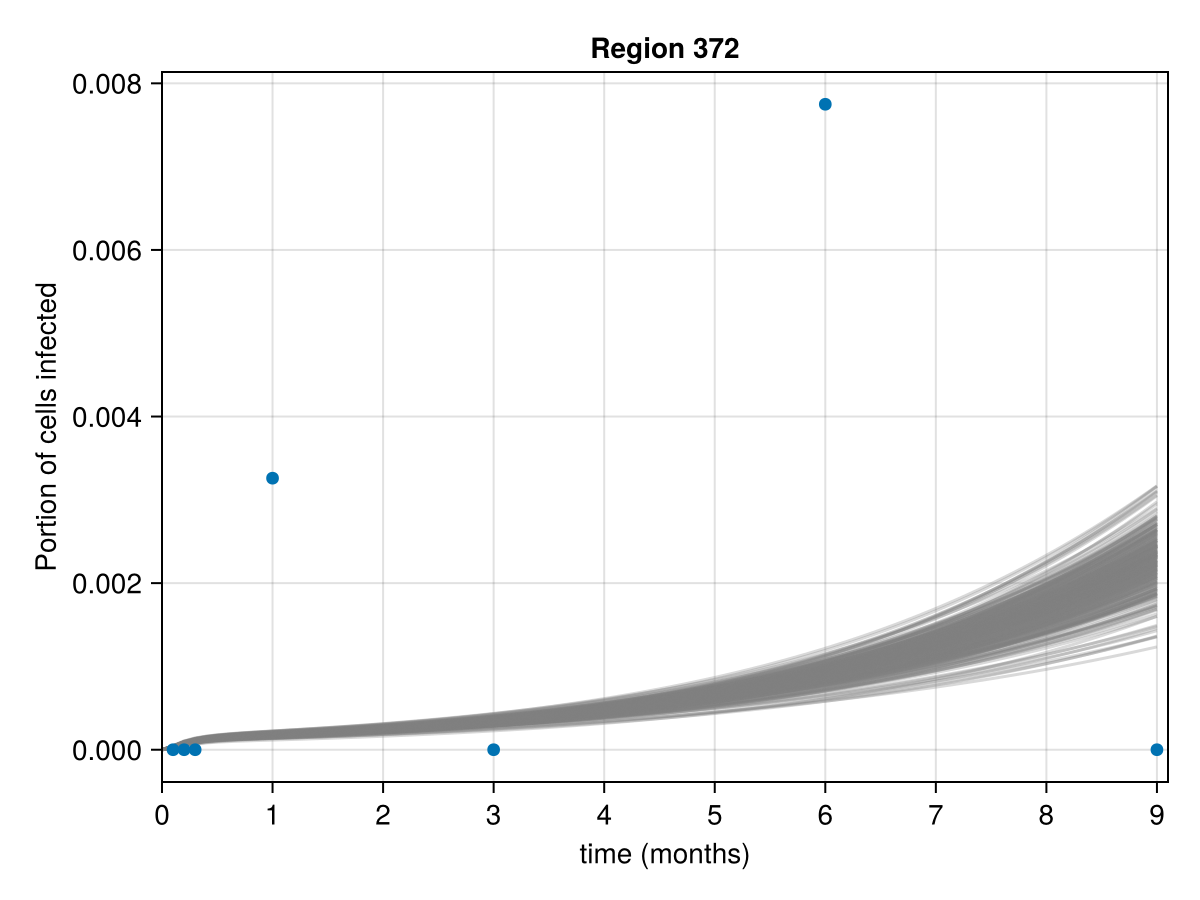 Region 372
Portion of cells infected
0.008
0.006
0.004
0.002
0.000
0 1 2 3 4 5 6 7 8 9
time (months)